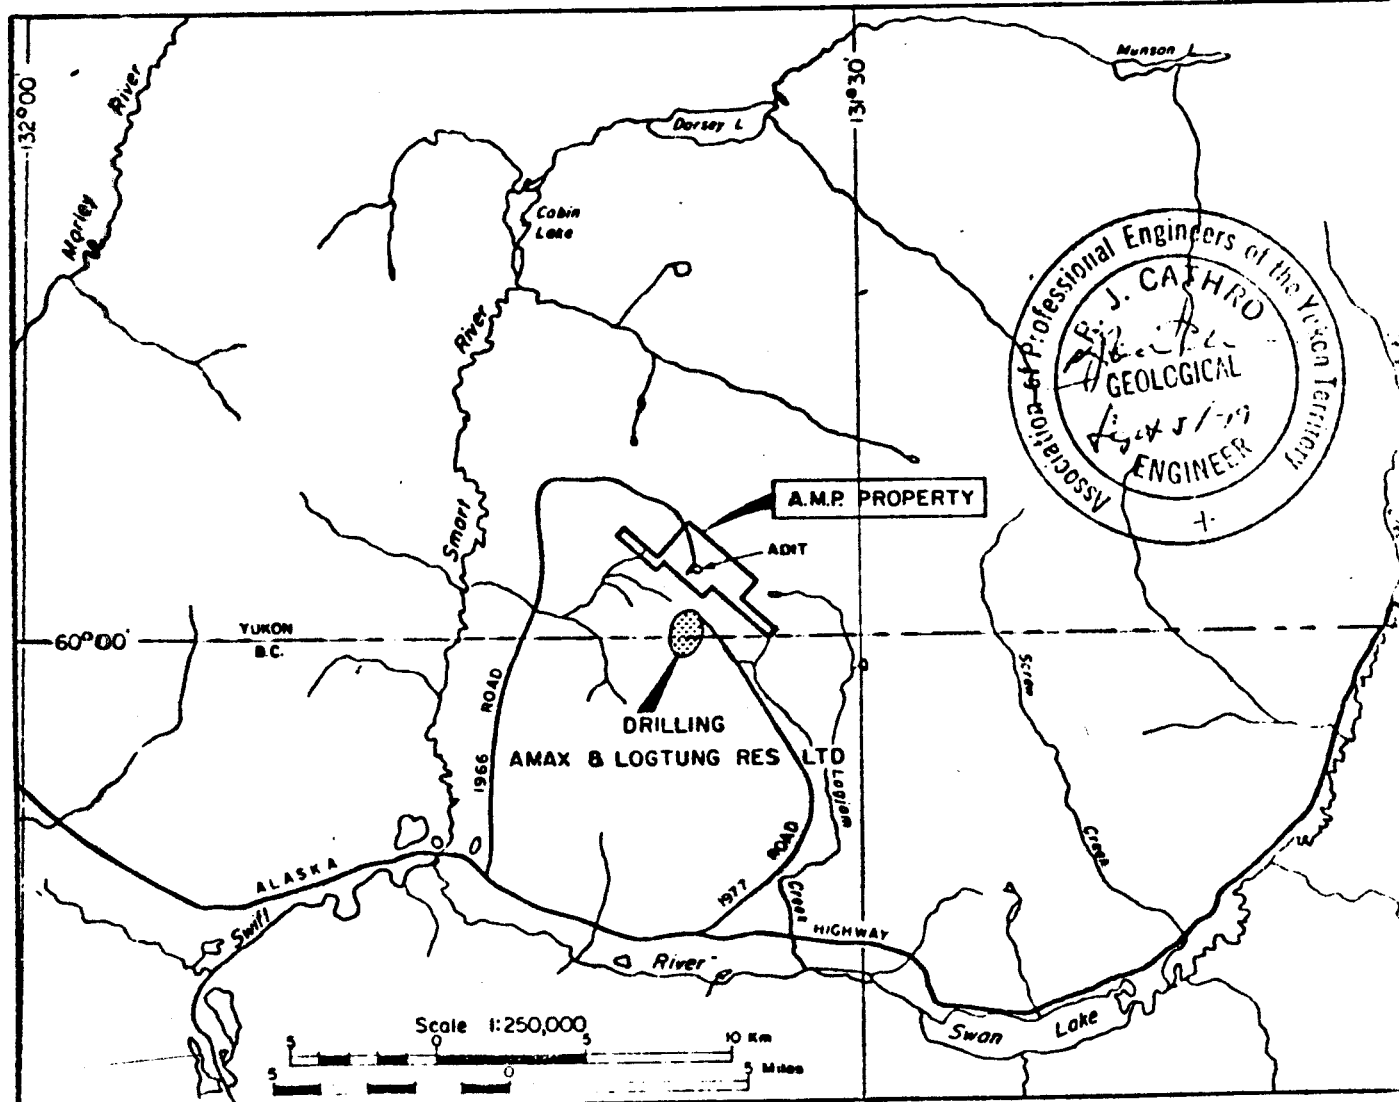 132°00'
River
Morley
131°30'
Munson L
Dorsey L
Cabin
Lake
River
Smart
Association of Professional Engineers of the Yukon Territory
R. J. CATHRO
GEOLOGICAL
ENGINEER
A.M.P. PROPERTY
ADIT
60°00'
YUKON
B.C.
1966 ROAD
DRILLING
AMAX & LOGTUNG RES LTD
Logjam
Creek
Screw
Creek
1977 ROAD
ALASKA
HIGHWAY
Swift
River
Swan Lake
Scale 1:250,000
5 0 5 10 Km
5 0 5 Miles